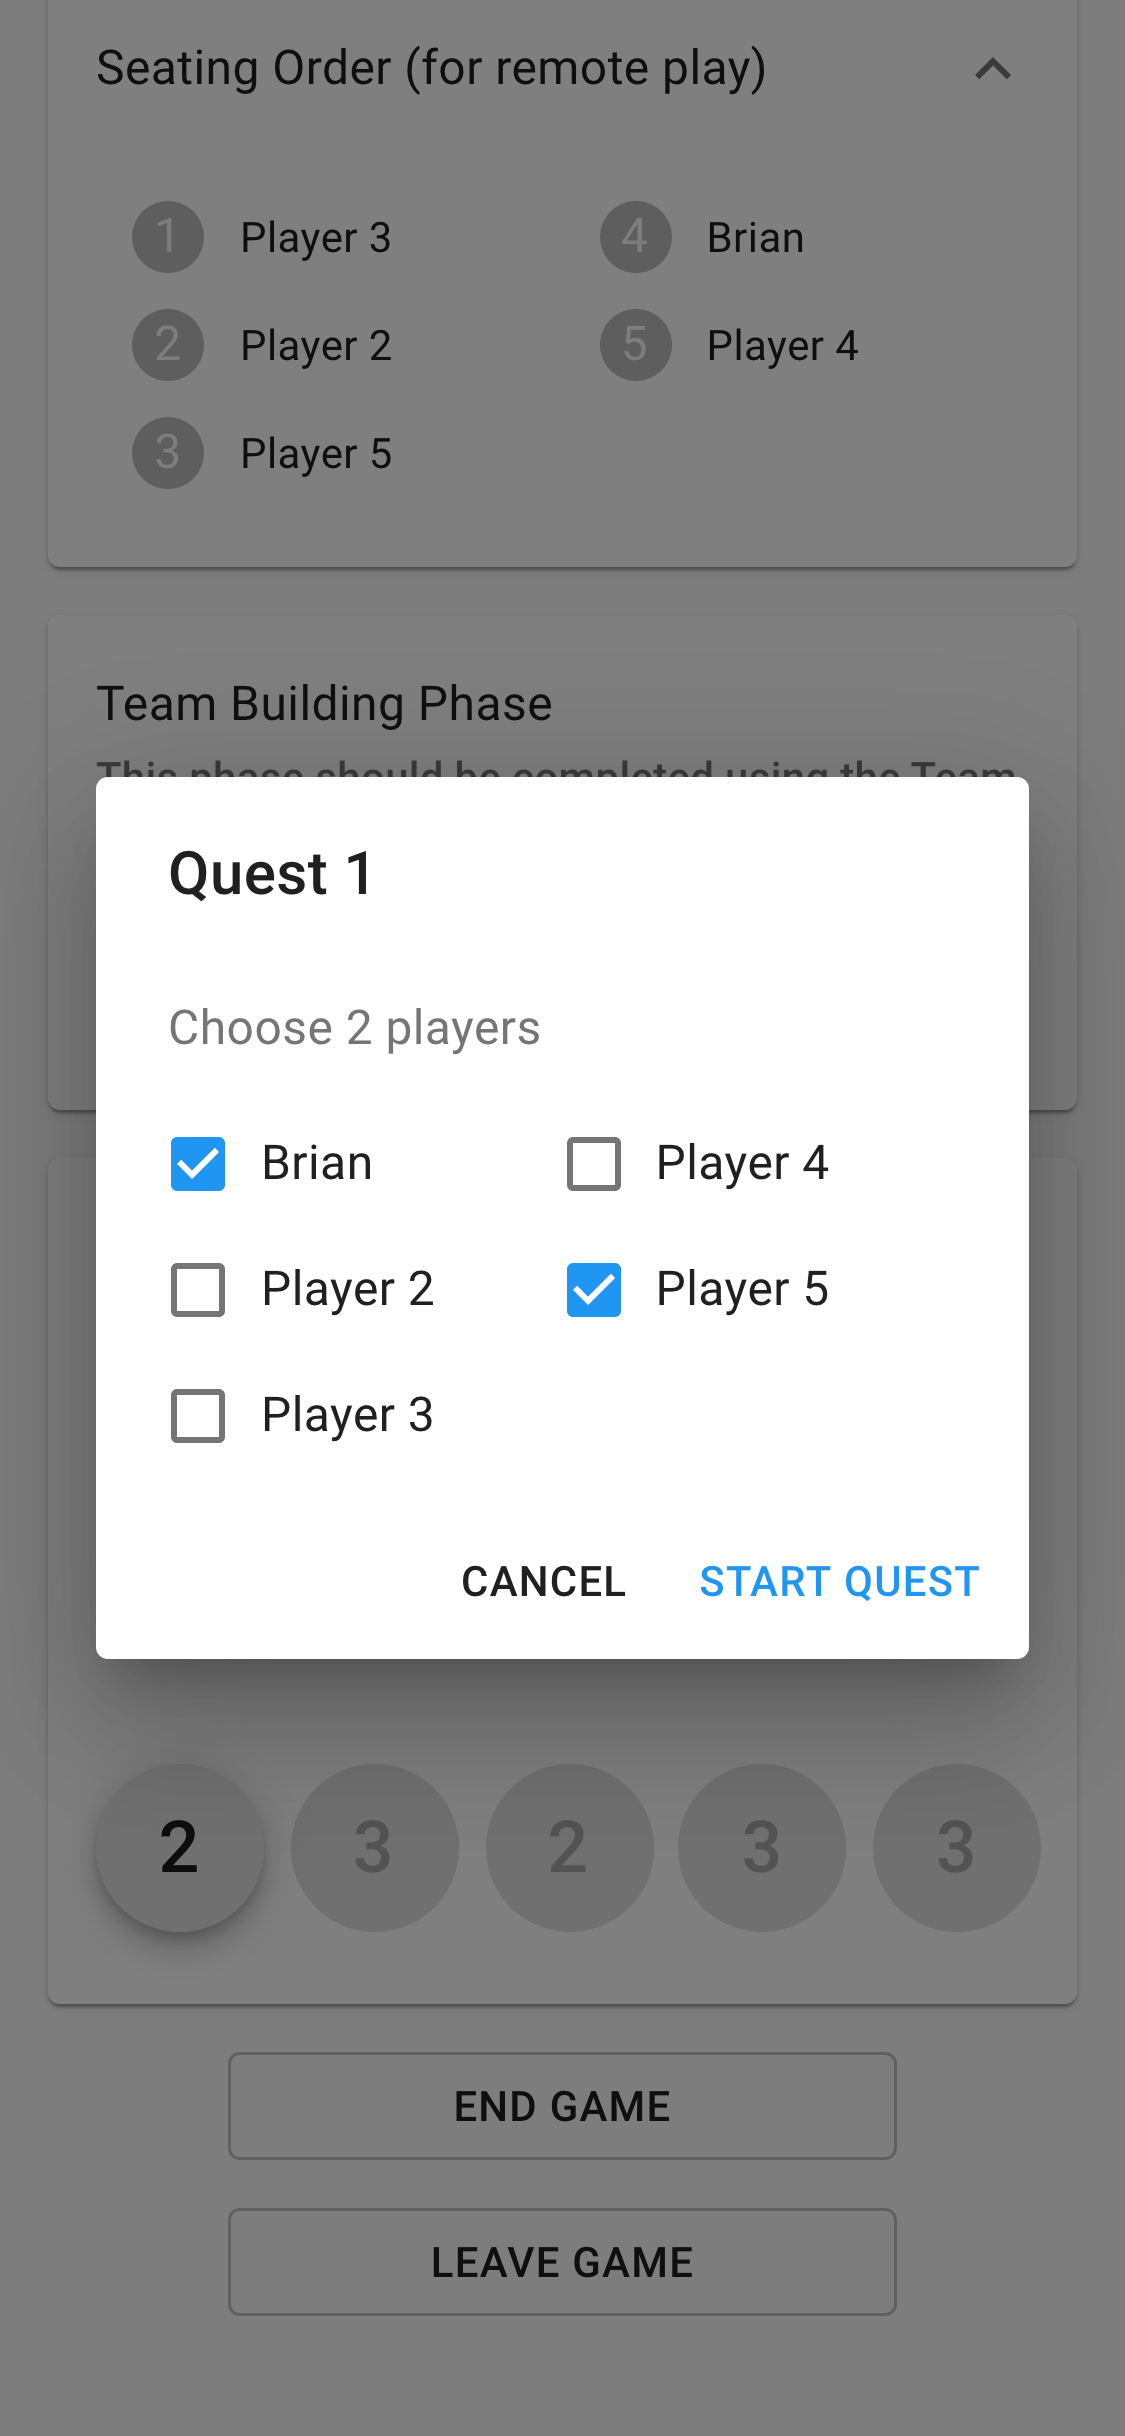 Seating Order (for remote play)
1 Player 3
4 Brian
2 Player 2
5 Player 4
3 Player 5
Team Building Phase
This phase should be completed using the Team
Quest 1
Choose 2 players
Brian
Player 4
Player 2
Player 5
Player 3
CANCEL START QUEST
2 3 2 3 3
END GAME
LEAVE GAME